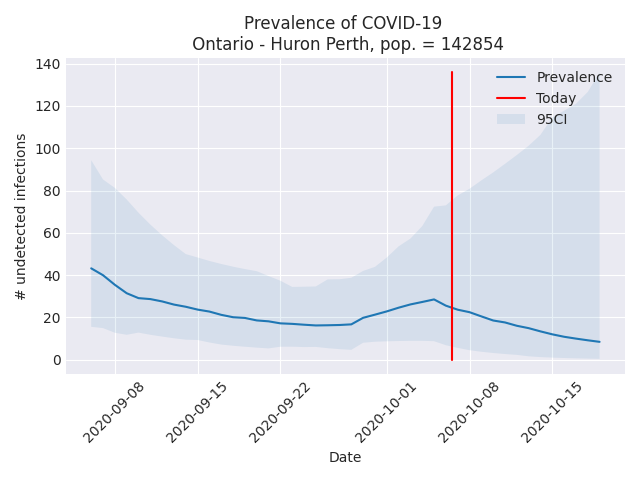 Prevalence of COVID-19
Ontario - Huron Perth, pop. = 142854
140
120
100
80
60
40
20
0
# undetected infections
Prevalence
Today
95CI
2020-09-08
2020-09-15
2020-09-22
2020-10-01
2020-10-08
2020-10-15
Date